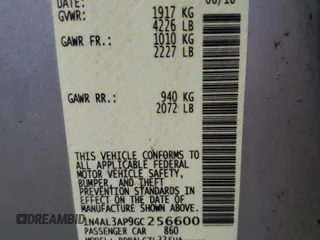 DATE:
GVWR: 1917 KG
4226 LB
GAWR FR: 1010 KG
2227 LB
GAWR RR: 940 KG
2072 LB
THIS VEHICLE CONFORMS TO
ALL APPLICABLE FEDERAL
MOTOR VEHICLE SAFETY,
BUMPER, AND THEFT
PREVENTION STANDARDS
IN EFFECT ON THE DATE OF
MANUFACTURE SHOWN ABOVE.
1N4AL3AP9GC256600
PASSENGER CAR 860
DREAMBID